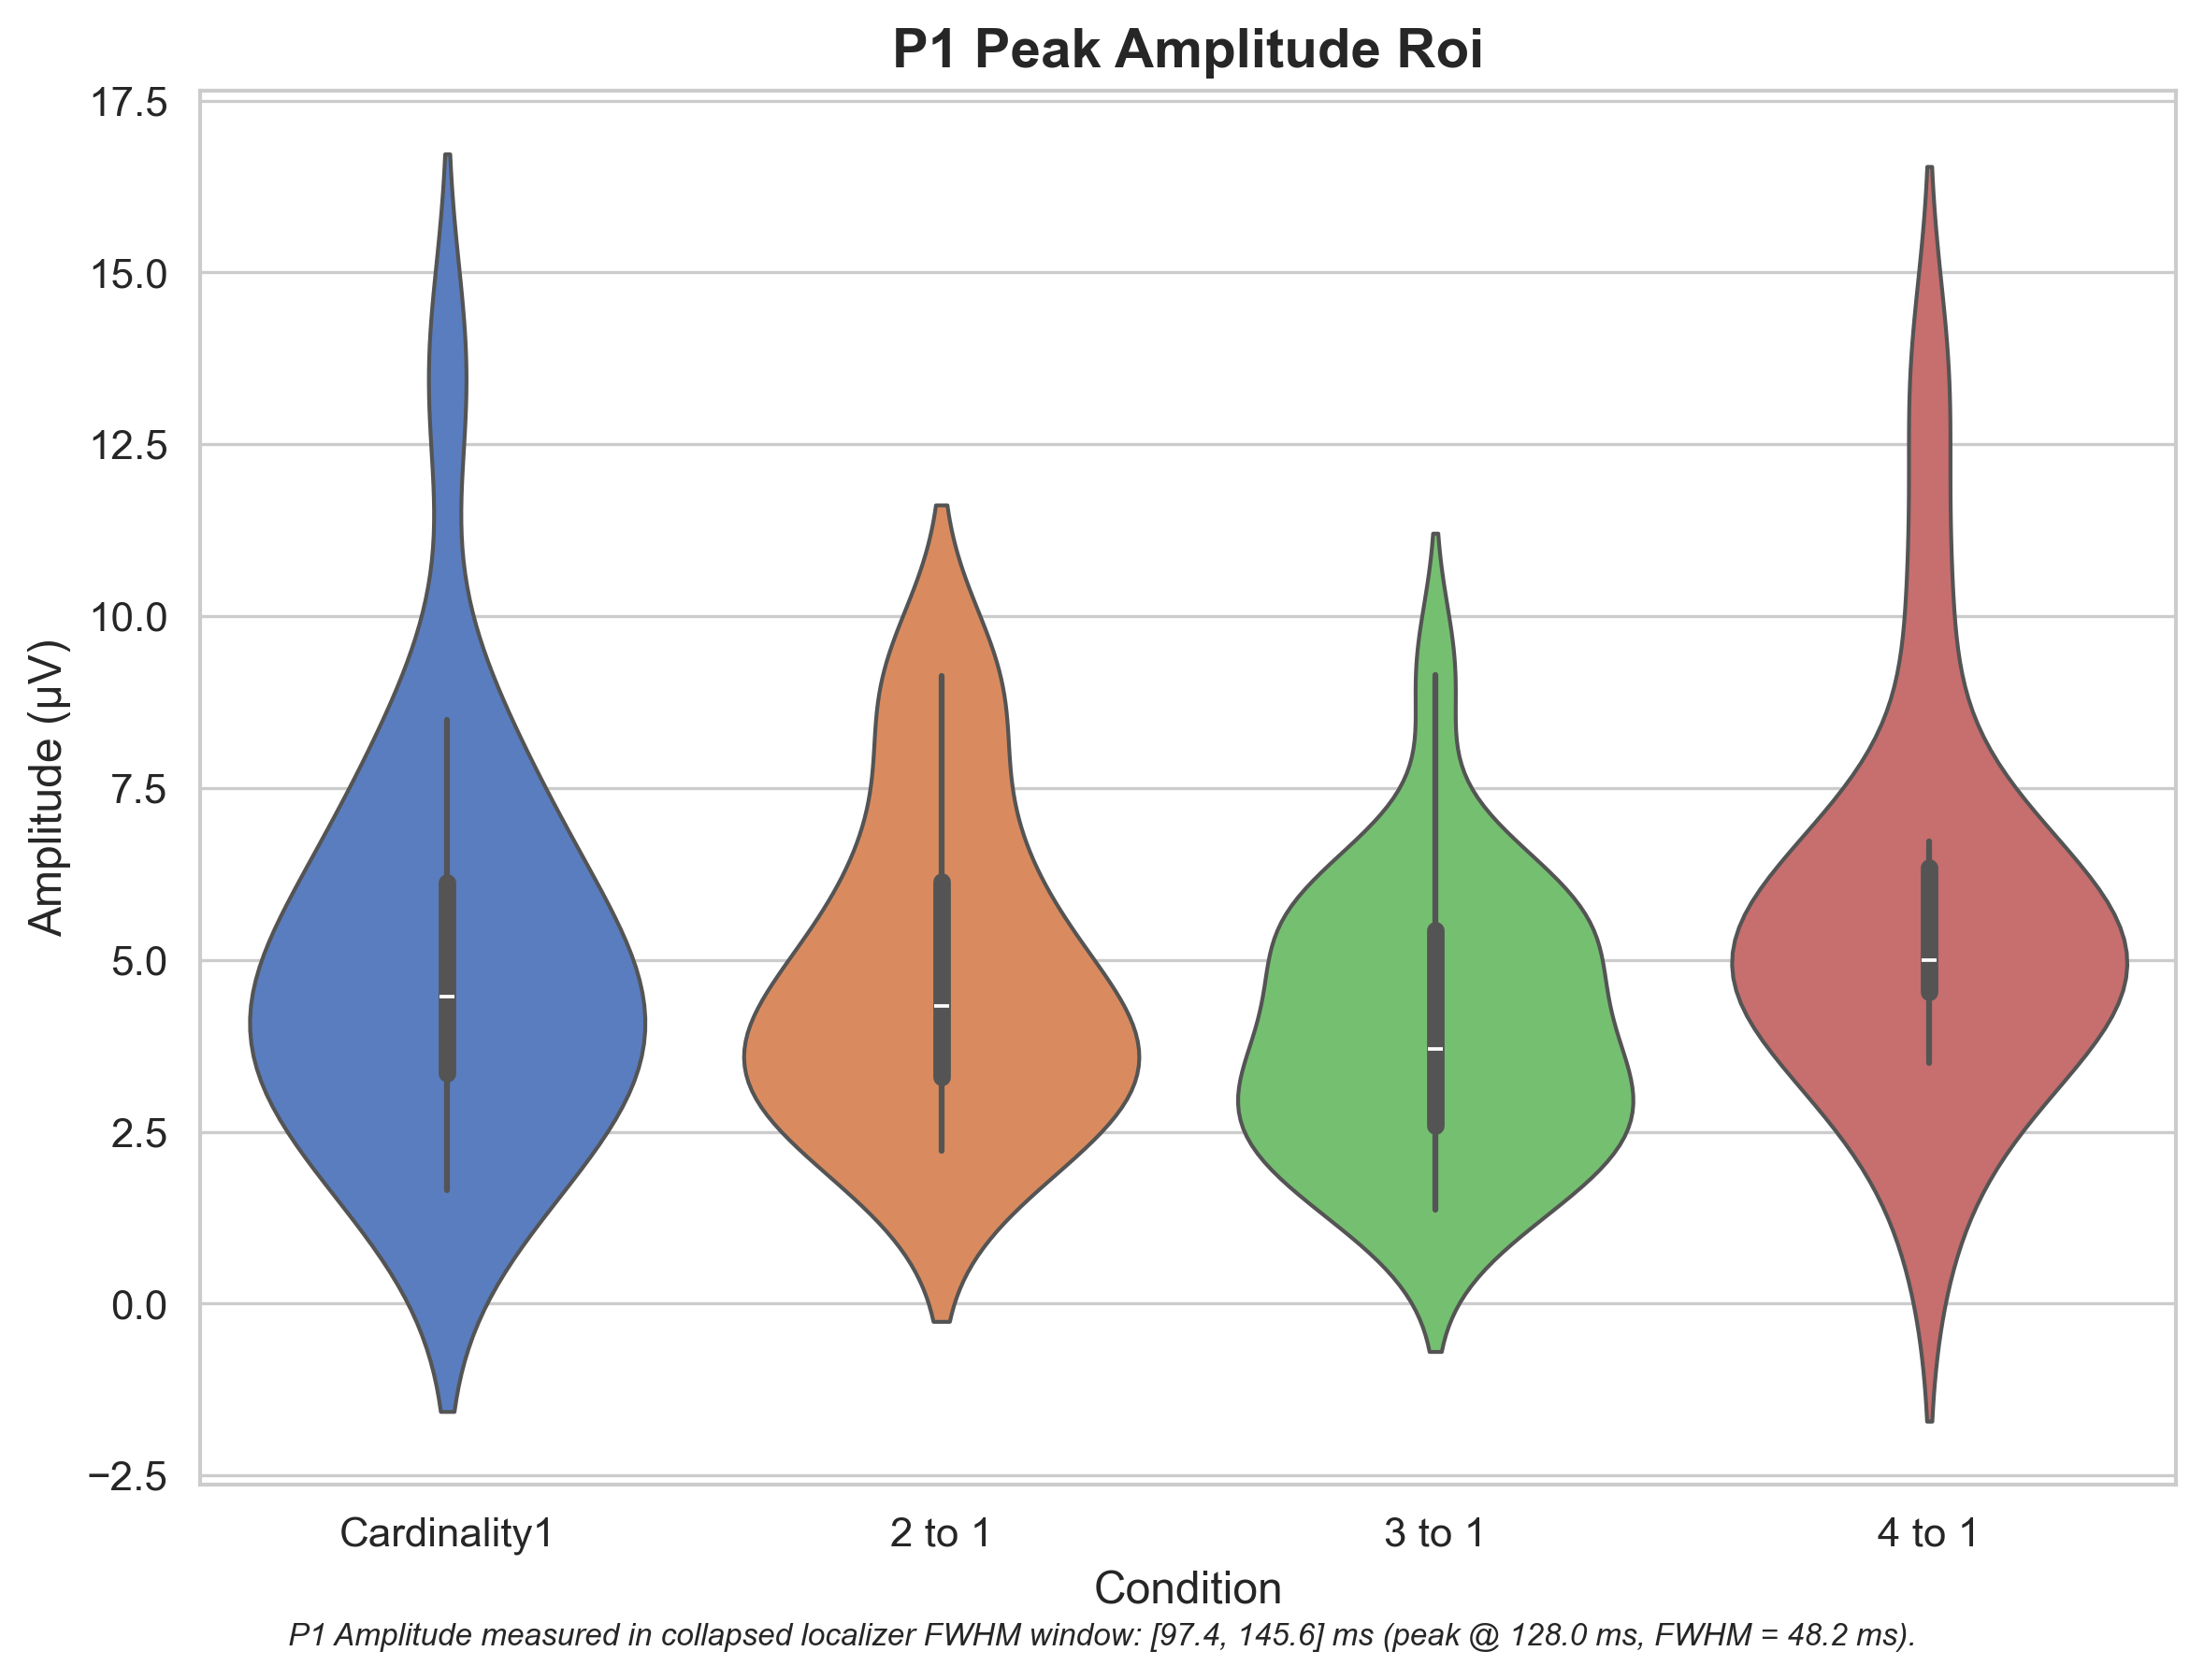 P1 Peak Amplitude Roi
17.5
15.0
12.5
10.0
7.5
5.0
2.5
0.0
−2.5
Amplitude (µV)
Cardinality1 2 to 1 3 to 1 4 to 1
Condition
P1 Amplitude measured in collapsed localizer FWHM window: [97.4, 145.6] ms (peak @ 128.0 ms, FWHM = 48.2 ms).